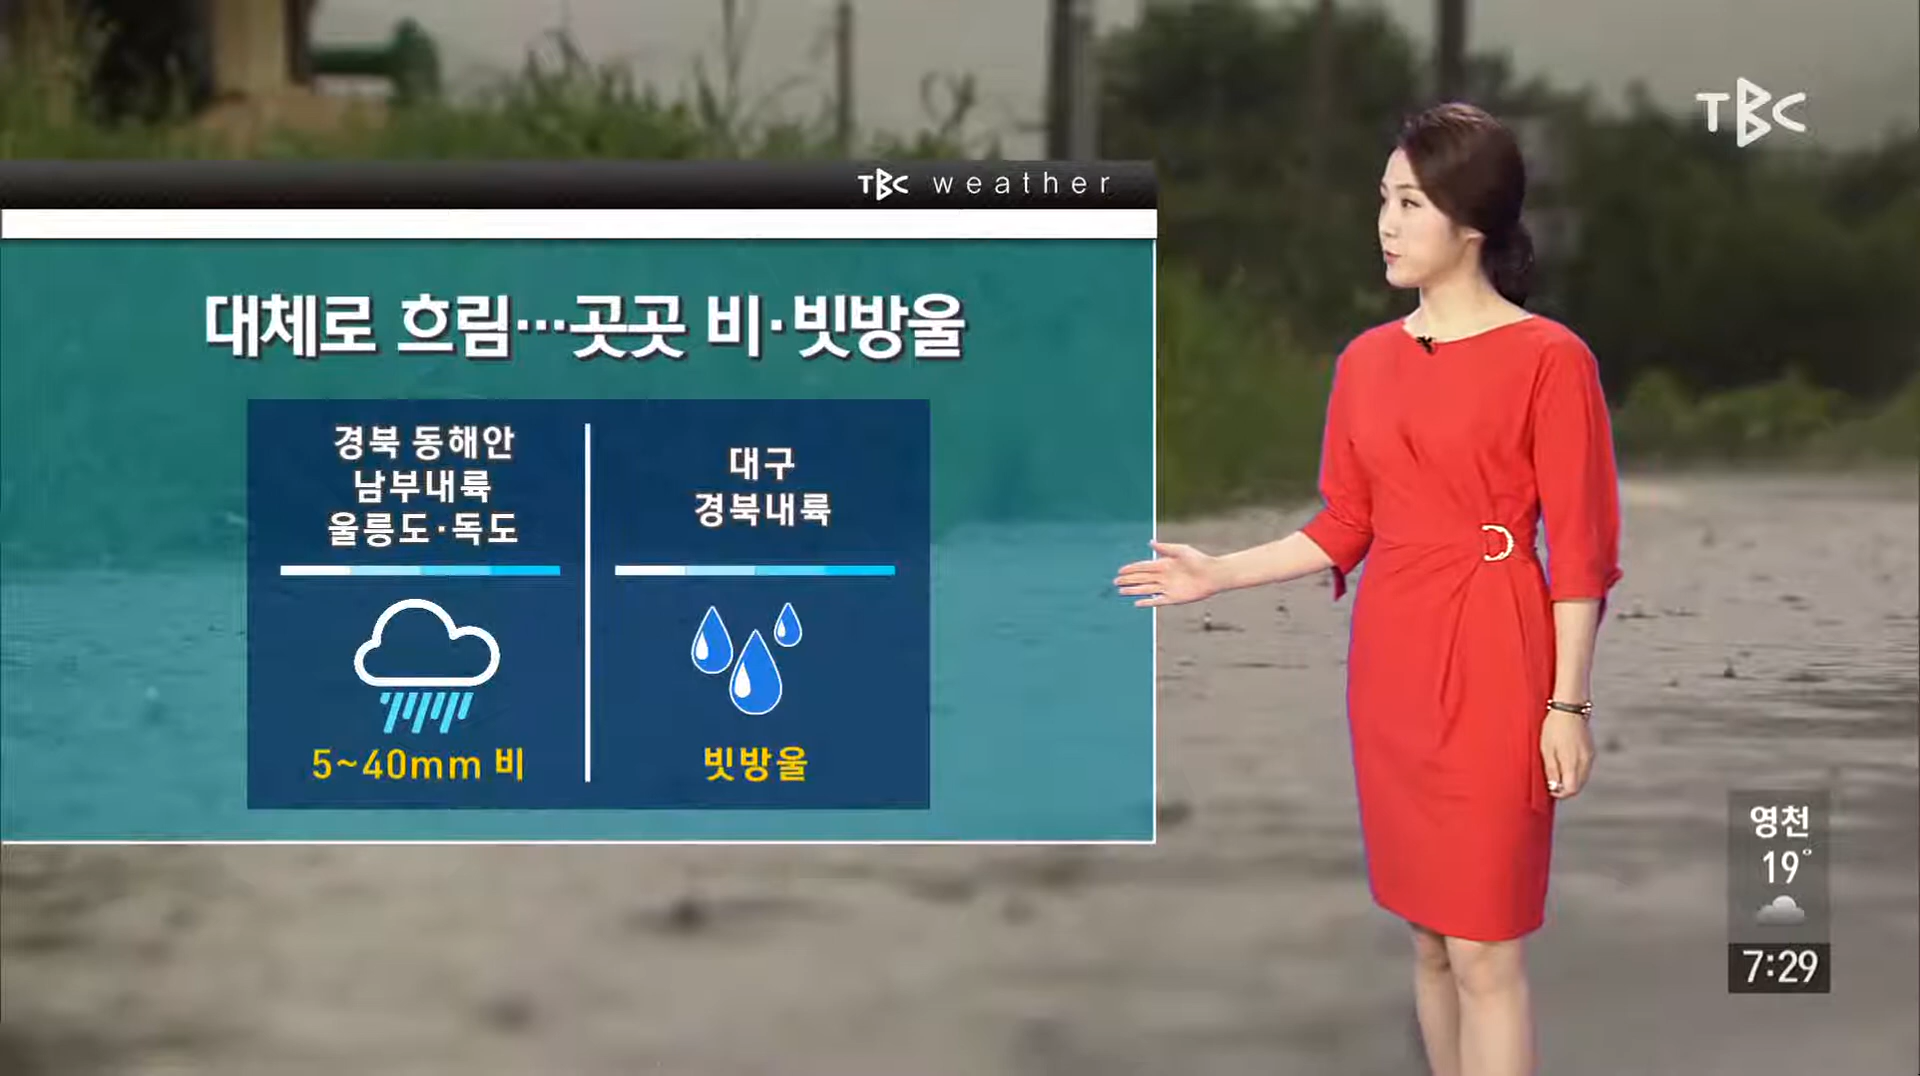 TBC
TBC weather
대체로 흐림…곳곳 비·빗방울
경북 동해안
남부내륙
울릉도·독도
5~40mm 비
대구
경북내륙
빗방울
영천
19°
7:29